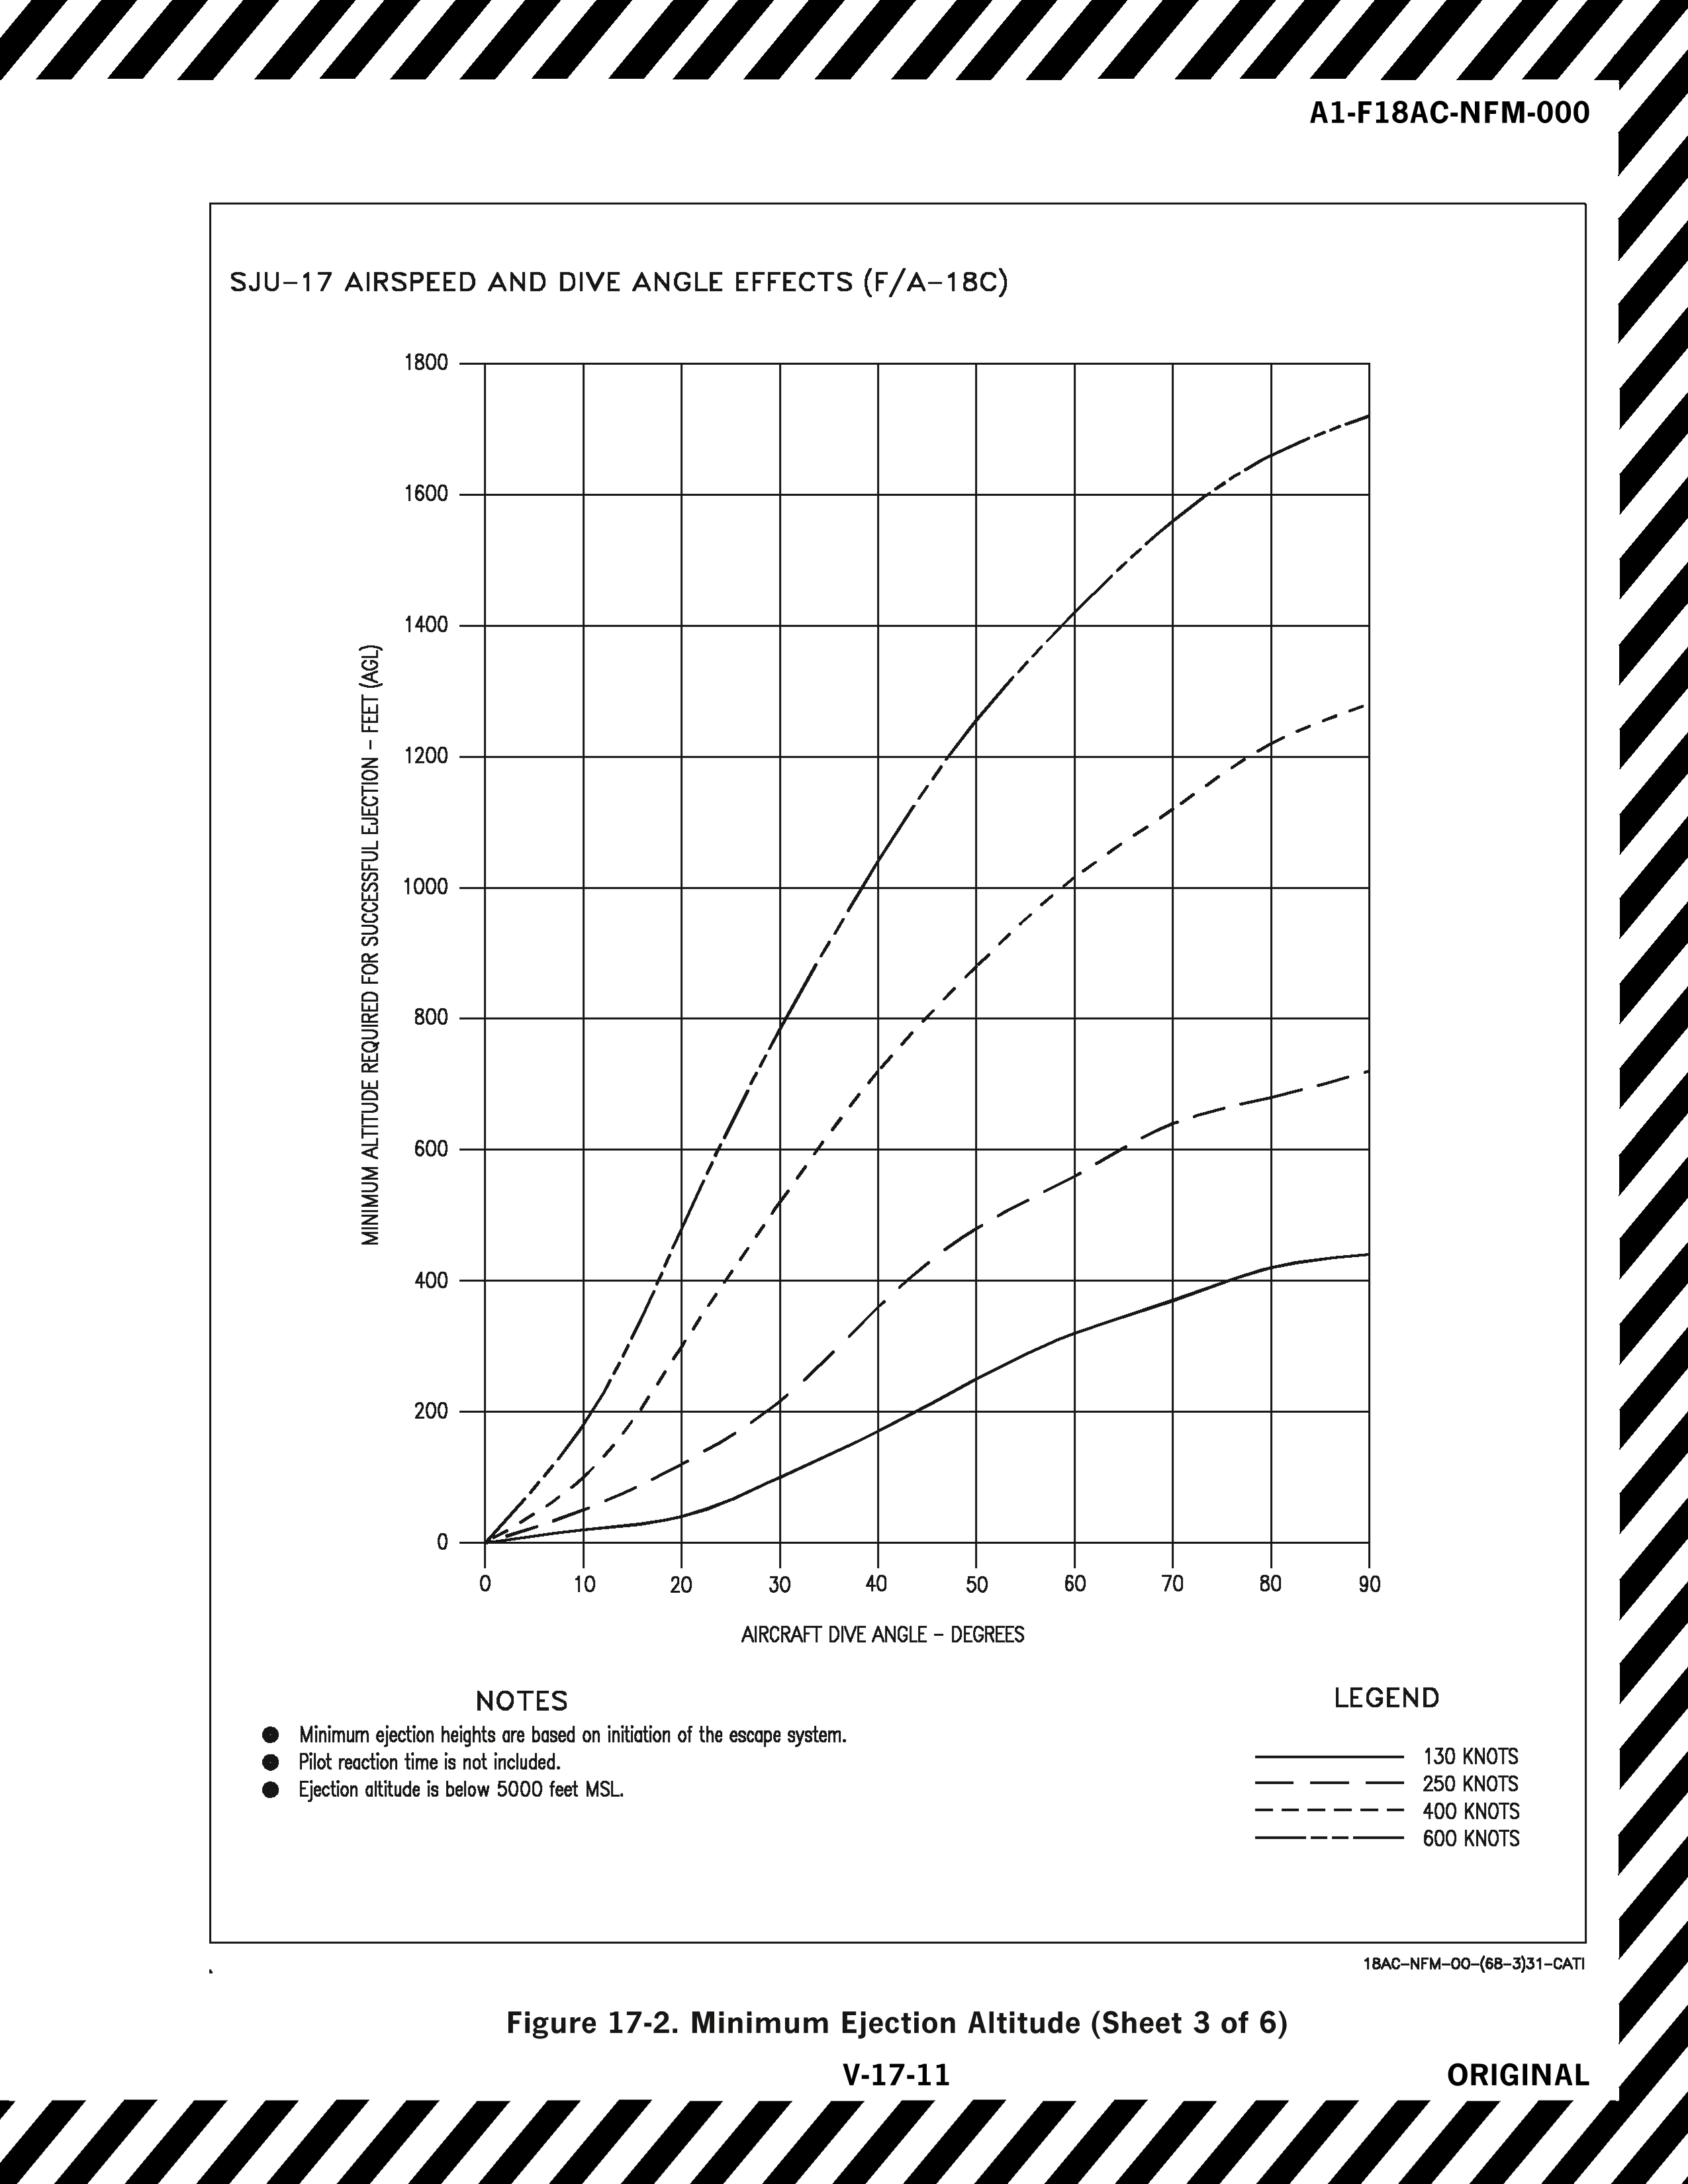 A1-F18AC-NFM-000
SJU-17 AIRSPEED AND DIVE ANGLE EFFECTS (F/A-18C)
1800
1600
1400
1200
1000
800
600
400
200
0
MINIMUM ALTITUDE REQUIRED FOR SUCCESSFUL EJECTION - FEET (AGL)
0 10 20 30 40 50 60 70 80 90
AIRCRAFT DIVE ANGLE - DEGREES
NOTES
● Minimum ejection heights are based on initiation of the escape system.
● Pilot reaction time is not included.
● Ejection altitude is below 5000 feet MSL.
LEGEND
130 KNOTS
250 KNOTS
400 KNOTS
600 KNOTS
18AC-NFM-00-(68-3)31-CATI
Figure 17-2. Minimum Ejection Altitude (Sheet 3 of 6)
V-17-11
ORIGINAL